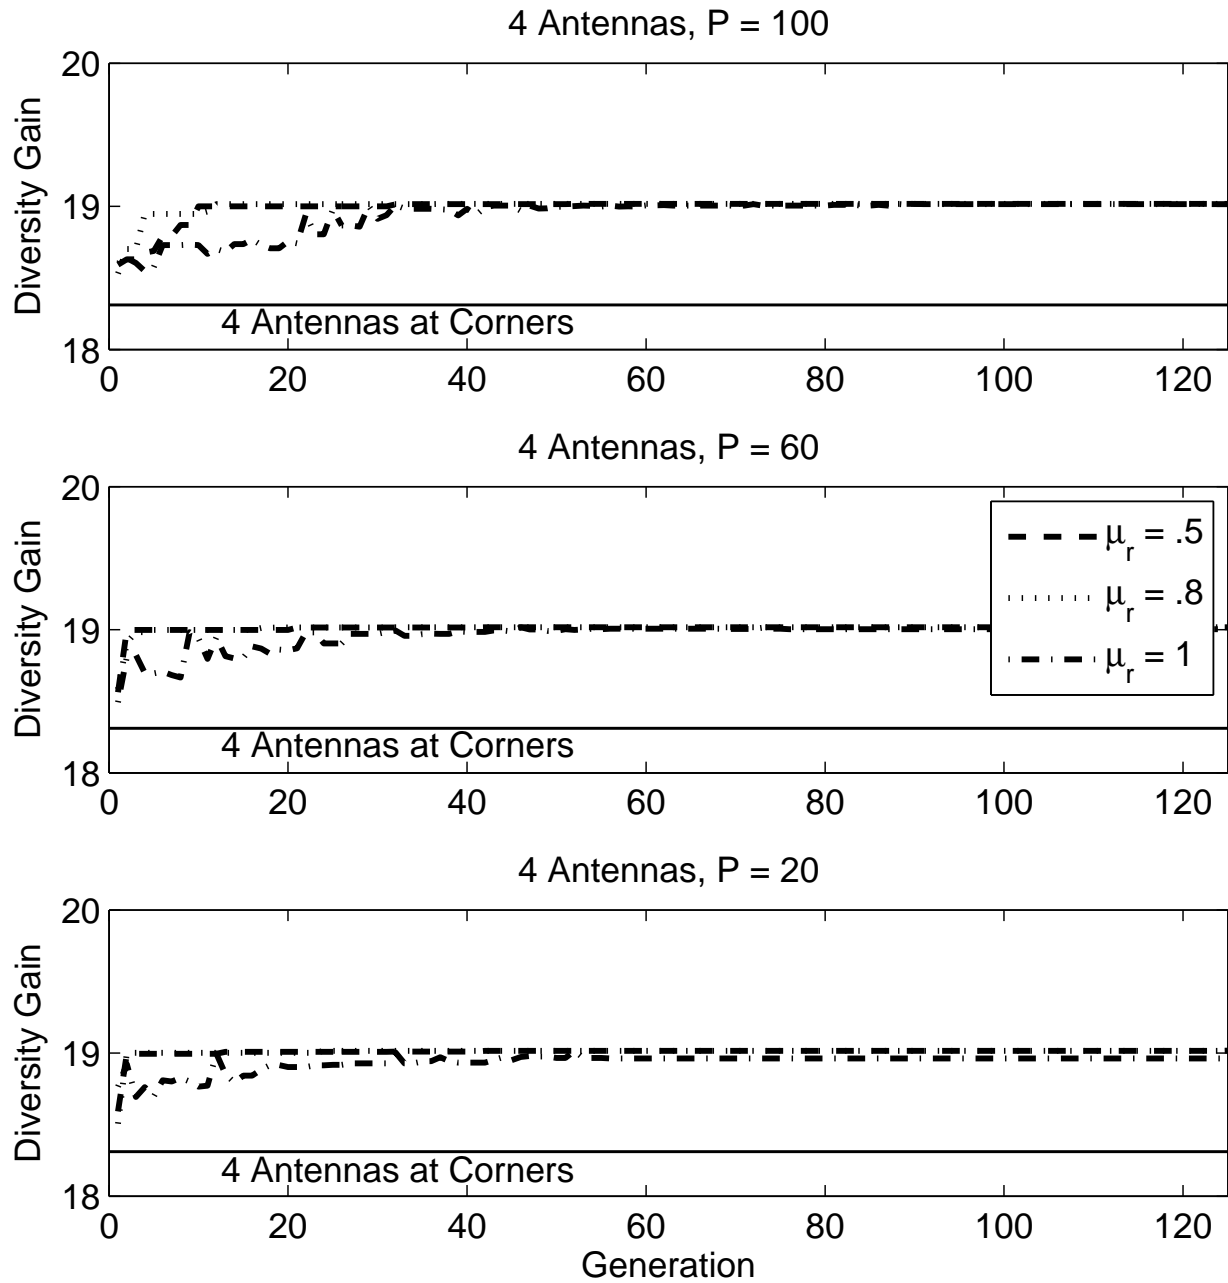 4 Antennas, P = 100
20
19
18
Diversity Gain
4 Antennas at Corners
0 20 40 60 80 100 120
4 Antennas, P = 60
20
19
18
Diversity Gain
μr = .5
μr = .8
μr = 1
4 Antennas at Corners
0 20 40 60 80 100 120
4 Antennas, P = 20
20
19
18
Diversity Gain
4 Antennas at Corners
0 20 40 60 80 100 120
Generation